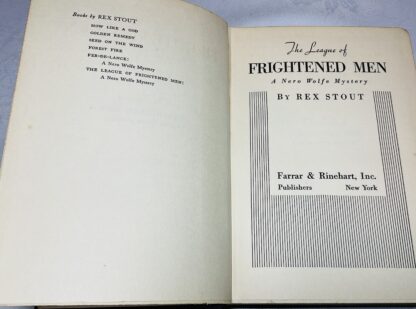 Books by REX STOUT
HOW LIKE A GOD
GOLDEN REMEDY
SEED ON THE WIND
FOREST FIRE
FER-DE-LANCE:
A Nero Wolfe Mystery
THE LEAGUE OF FRIGHTENED MEN:
A Nero Wolfe Mystery
The League of
FRIGHTENED MEN
A Nero Wolfe Mystery
BY REX STOUT
Farrar & Rinehart, Inc.
Publishers New York